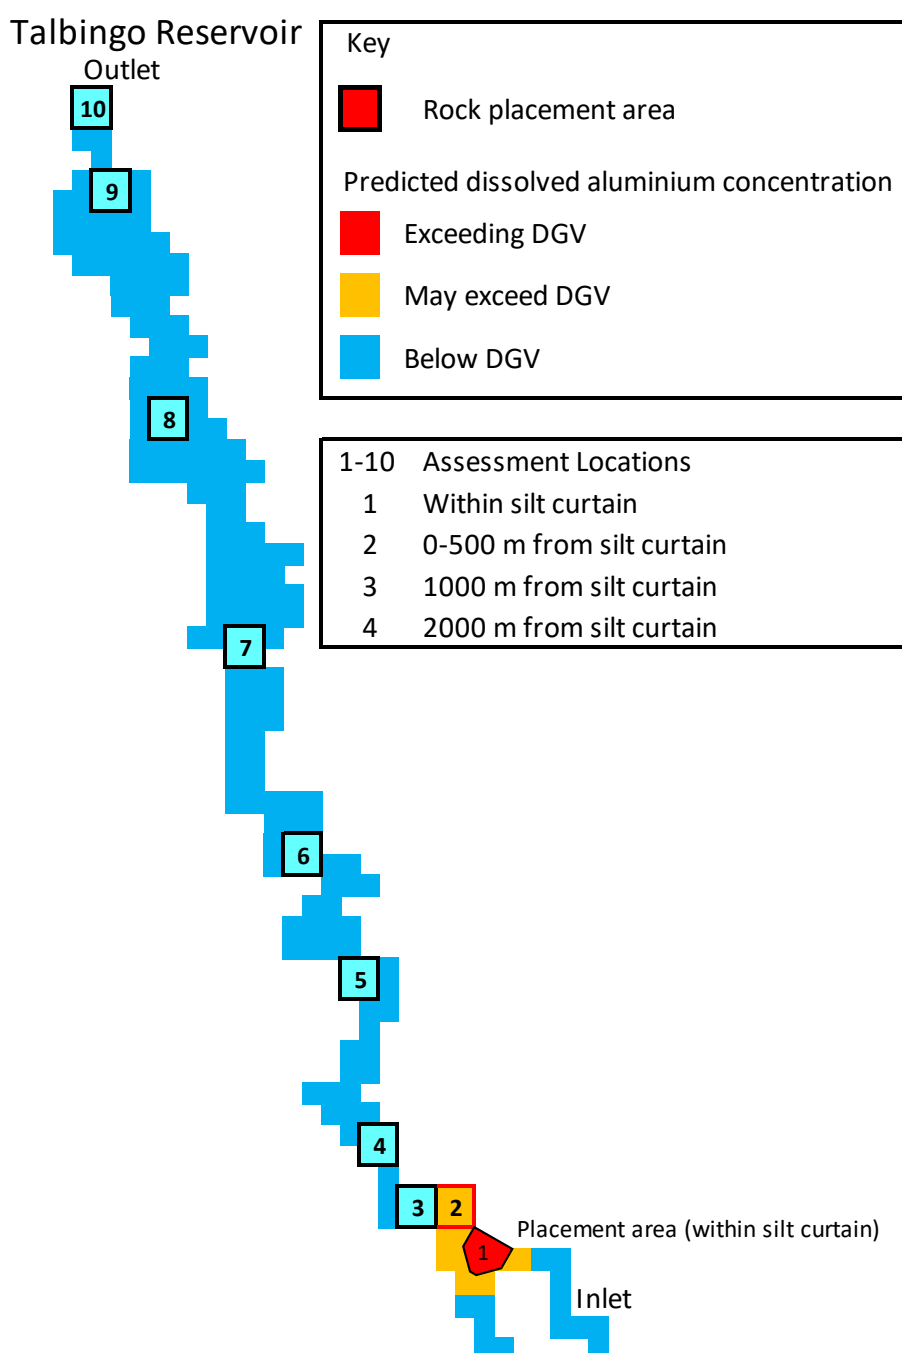 Talbingo Reservoir
Outlet
Key
Rock placement area
Predicted dissolved aluminium concentration
Exceeding DGV
May exceed DGV
Below DGV
1-10 Assessment Locations
1 Within silt curtain
2 0-500 m from silt curtain
3 1000 m from silt curtain
4 2000 m from silt curtain
10
9
8
7
6
5
4
3
2
1
Placement area (within silt curtain)
Inlet